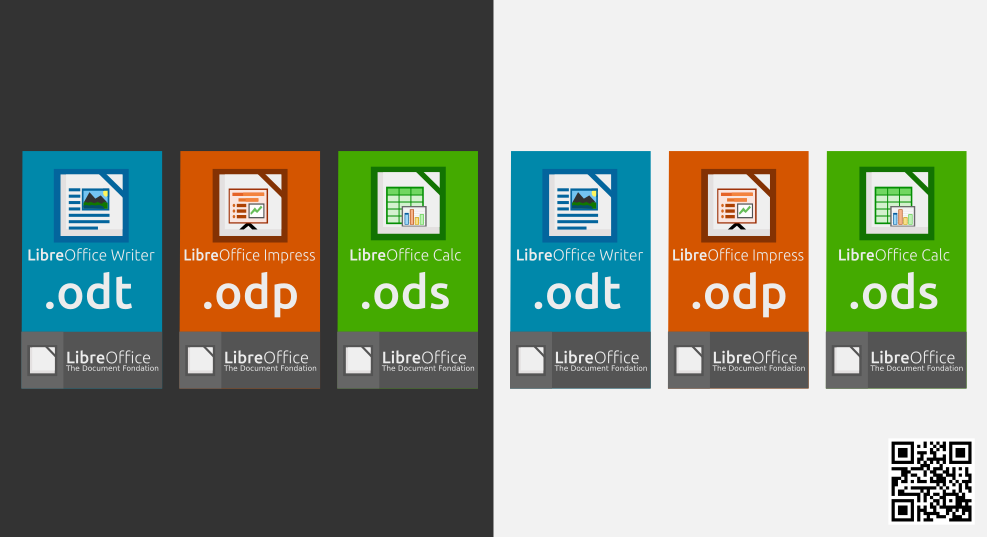 LibreOffice Writer
.odt
LibreOffice
The Document Fondation
LibreOffice Impress
.odp
LibreOffice
The Document Fondation
LibreOffice Calc
.ods
LibreOffice
The Document Fondation
LibreOffice Writer
.odt
LibreOffice
The Document Fondation
LibreOffice Impress
.odp
LibreOffice
The Document Fondation
LibreOffice Calc
.ods
LibreOffice
The Document Fondation